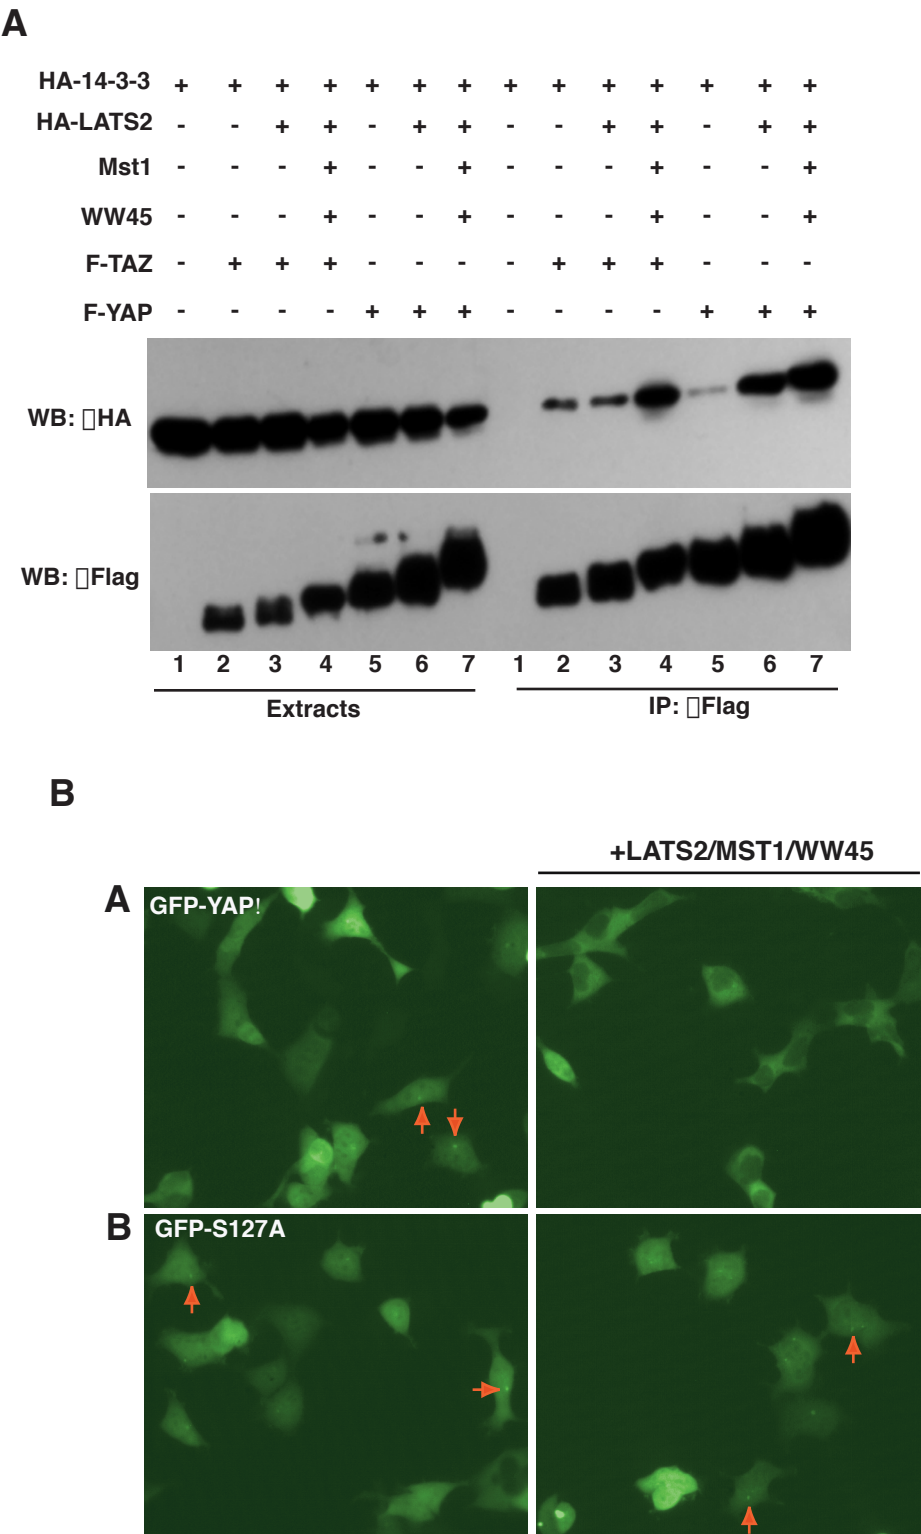 A
HA-14-3-3 + + + + + + + + + + + + + +
HA-LATS2 - - + + - + + - - + + - + +
Mst1 - - - + - - + - - - + - - +
WW45 - - - + - - + - - - + - - +
F-TAZ - + + + - - - - + + + - - -
F-YAP - - - - + + + - - - - + + +
WB: ▯HA
WB: ▯Flag
1 2 3 4 5 6 7 1 2 3 4 5 6 7
Extracts IP: ▯Flag
B
+LATS2/MST1/WW45
A GFP-YAP!
B GFP-S127A